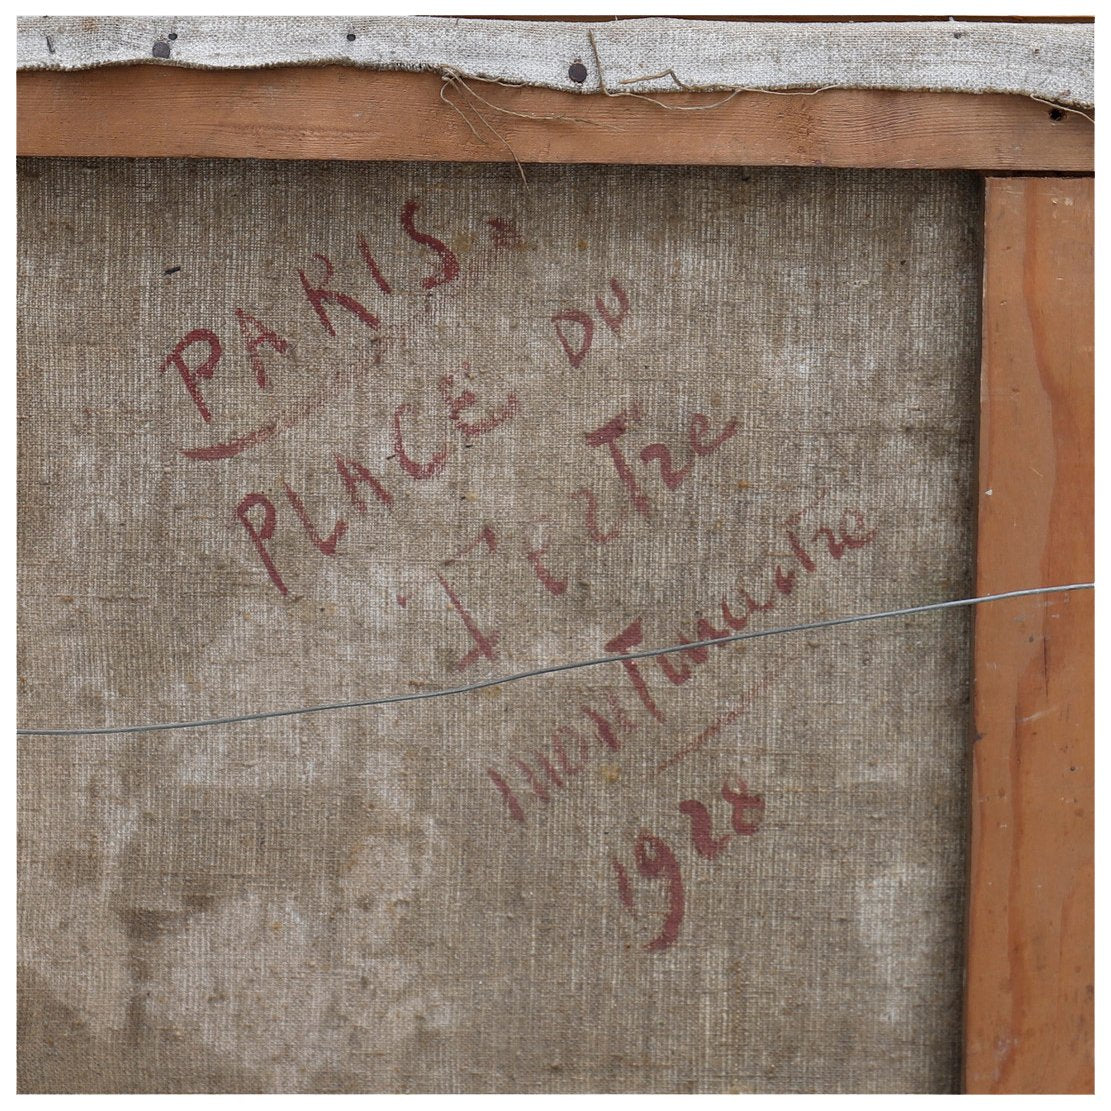 PARIS.
PLACE DU
TerTre
monTmartre
1928